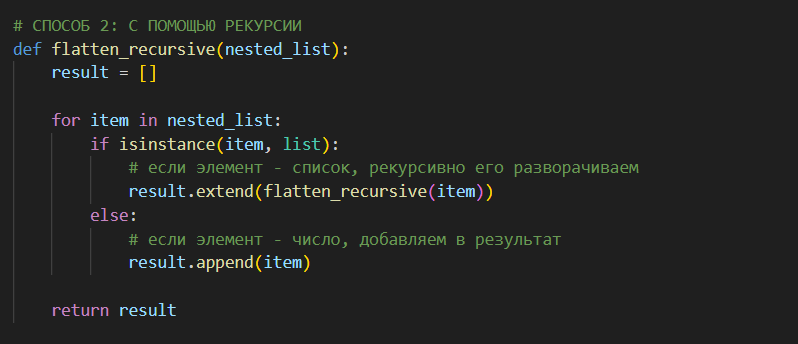 # СПОСОБ 2: С ПОМОЩЬЮ РЕКУРСИИ
def flatten_recursive(nested_list):
    result = []
    for item in nested_list:
        if isinstance(item, list):
            # если элемент - список, рекурсивно его разворачиваем
            result.extend(flatten_recursive(item))
        else:
            # если элемент - число, добавляем в результат
            result.append(item)
    return result